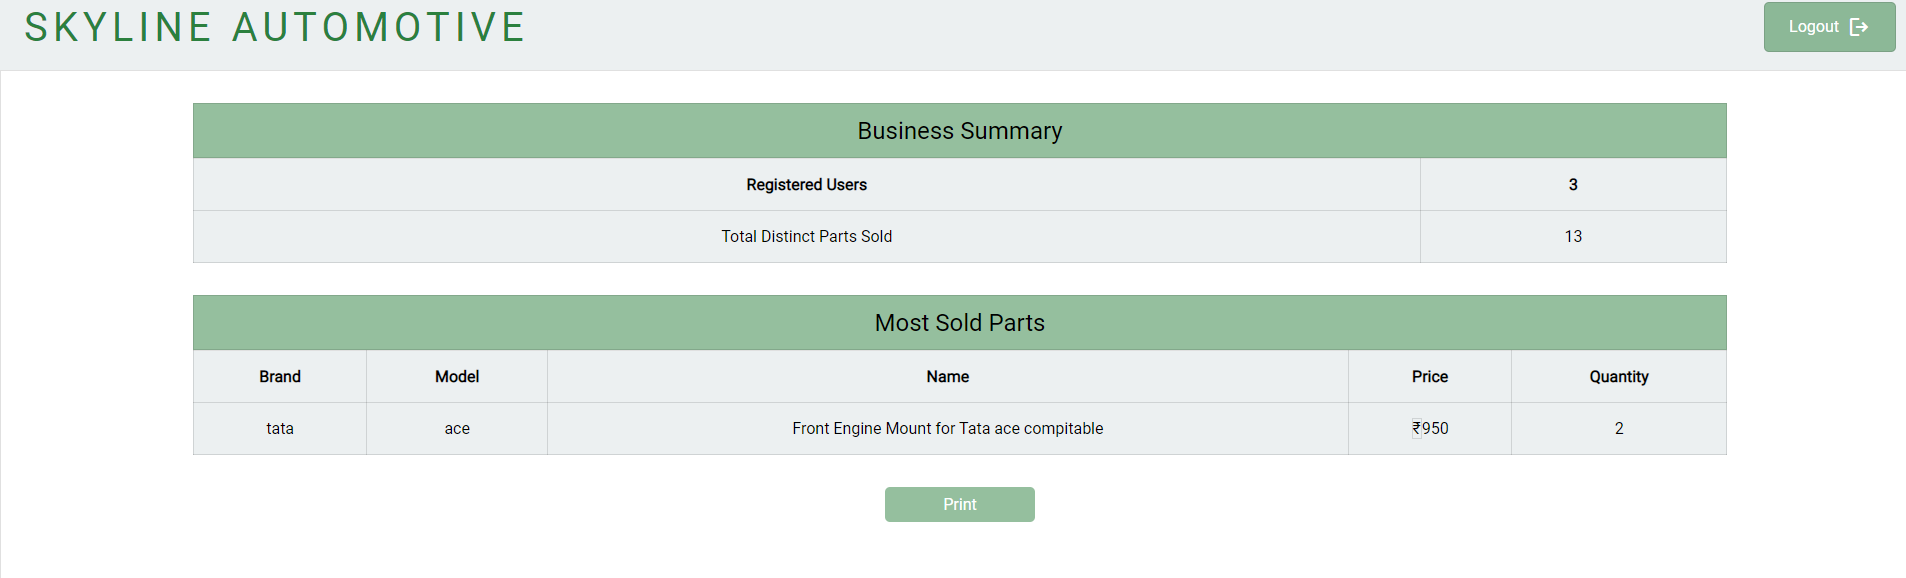 SKYLINE AUTOMOTIVE
Logout
Business Summary
Registered Users 3
Total Distinct Parts Sold 13
Most Sold Parts
Brand Model Name Price Quantity
tata ace Front Engine Mount for Tata ace compitable ₹950 2
Print